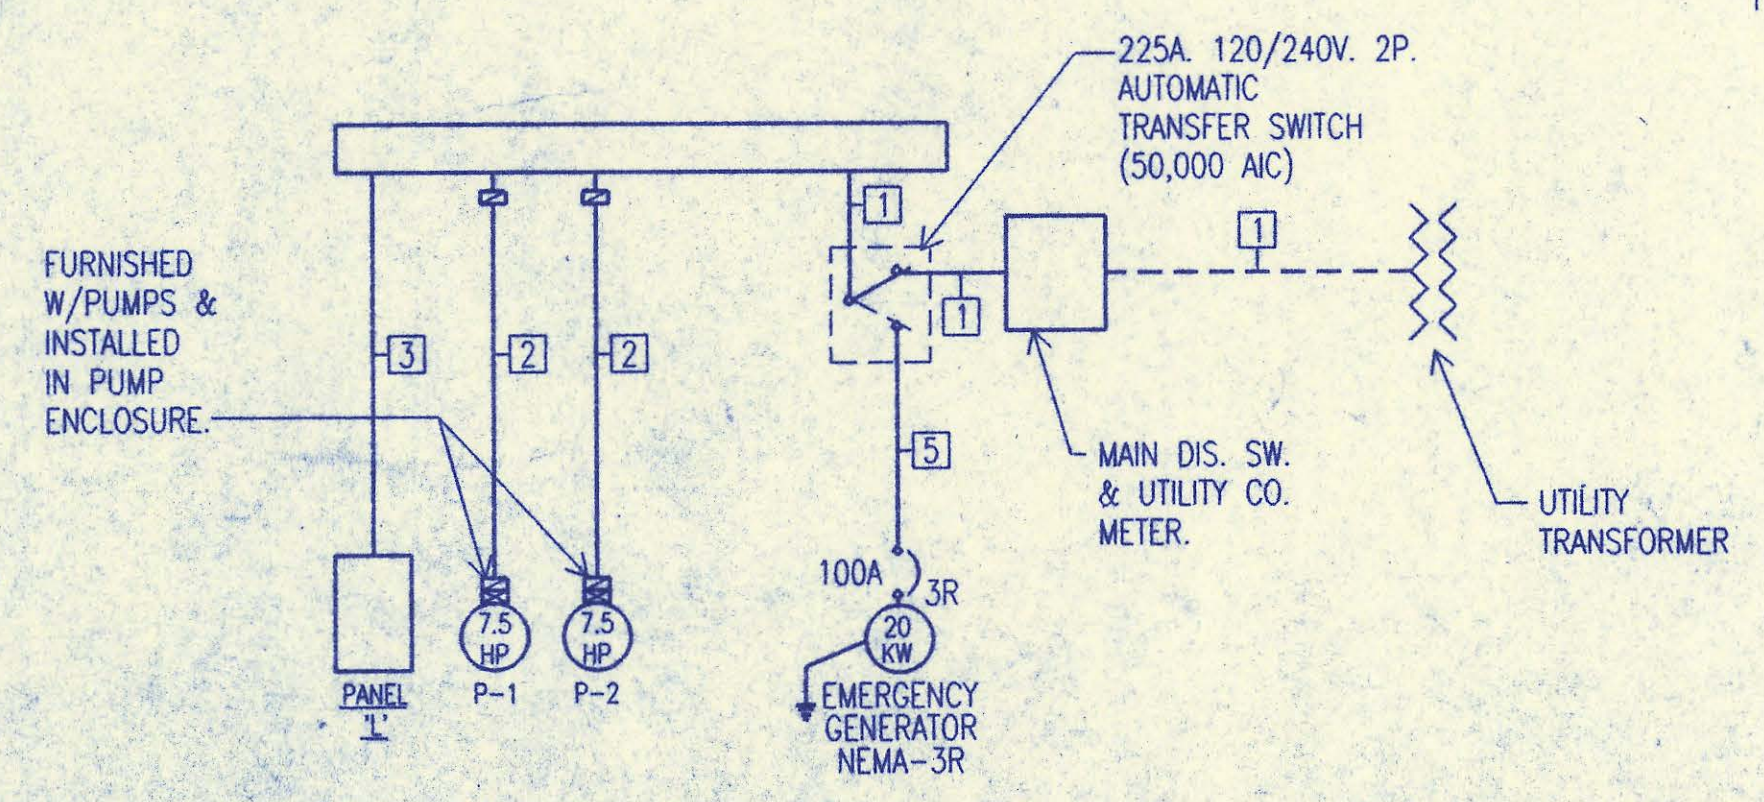 225A. 120/240V. 2P.
AUTOMATIC
TRANSFER SWITCH
(50,000 AIC)
1
1
1
FURNISHED
W/PUMPS &
INSTALLED
IN PUMP
ENCLOSURE.
3
2
2
5
MAIN DIS. SW.
& UTILITY CO.
METER.
UTILITY
TRANSFORMER
100A
3R
7.5
HP
7.5
HP
20
KW
PANEL
'L'
P-1
P-2
EMERGENCY
GENERATOR
NEMA-3R